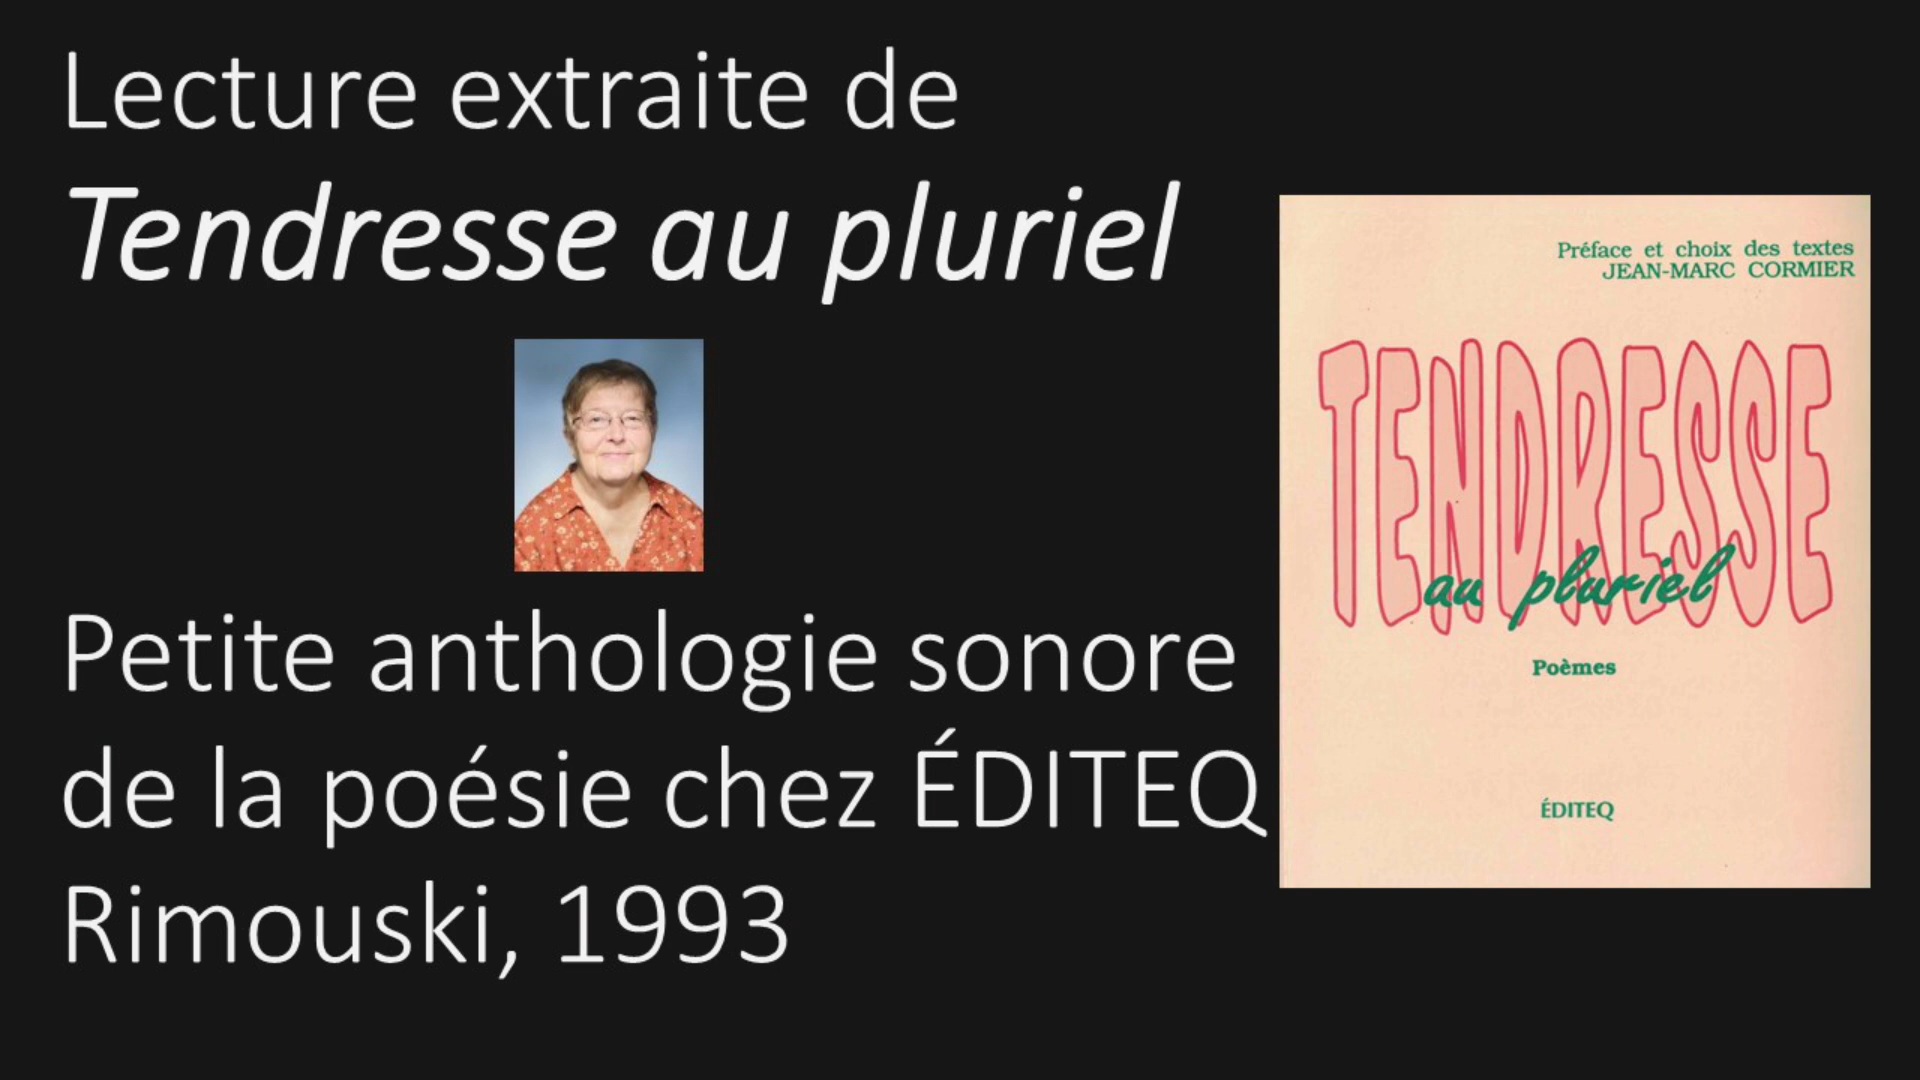 Lecture extraite de
Tendresse au pluriel
Petite anthologie sonore
de la poésie chez ÉDITEQ
Rimouski, 1993
Préface et choix des textes
JEAN-MARC CORMIER
TENDRESSE
au pluriel
Poèmes
ÉDITEQ